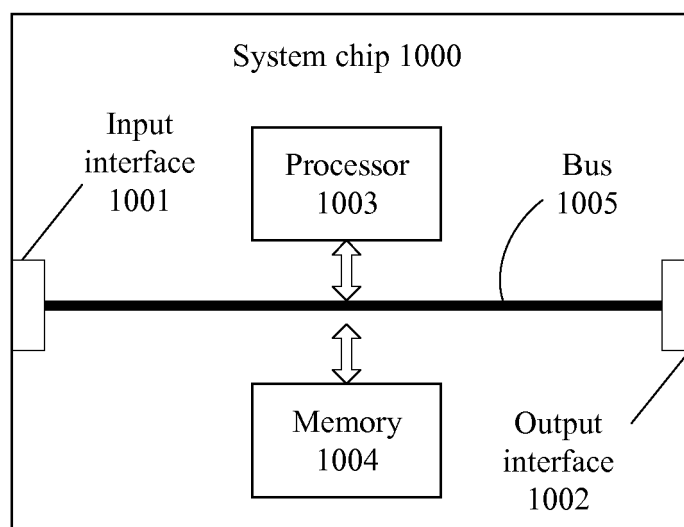 System chip 1000
Input
interface
1001
Processor
1003
Bus
1005
Memory
1004
Output
interface
1002